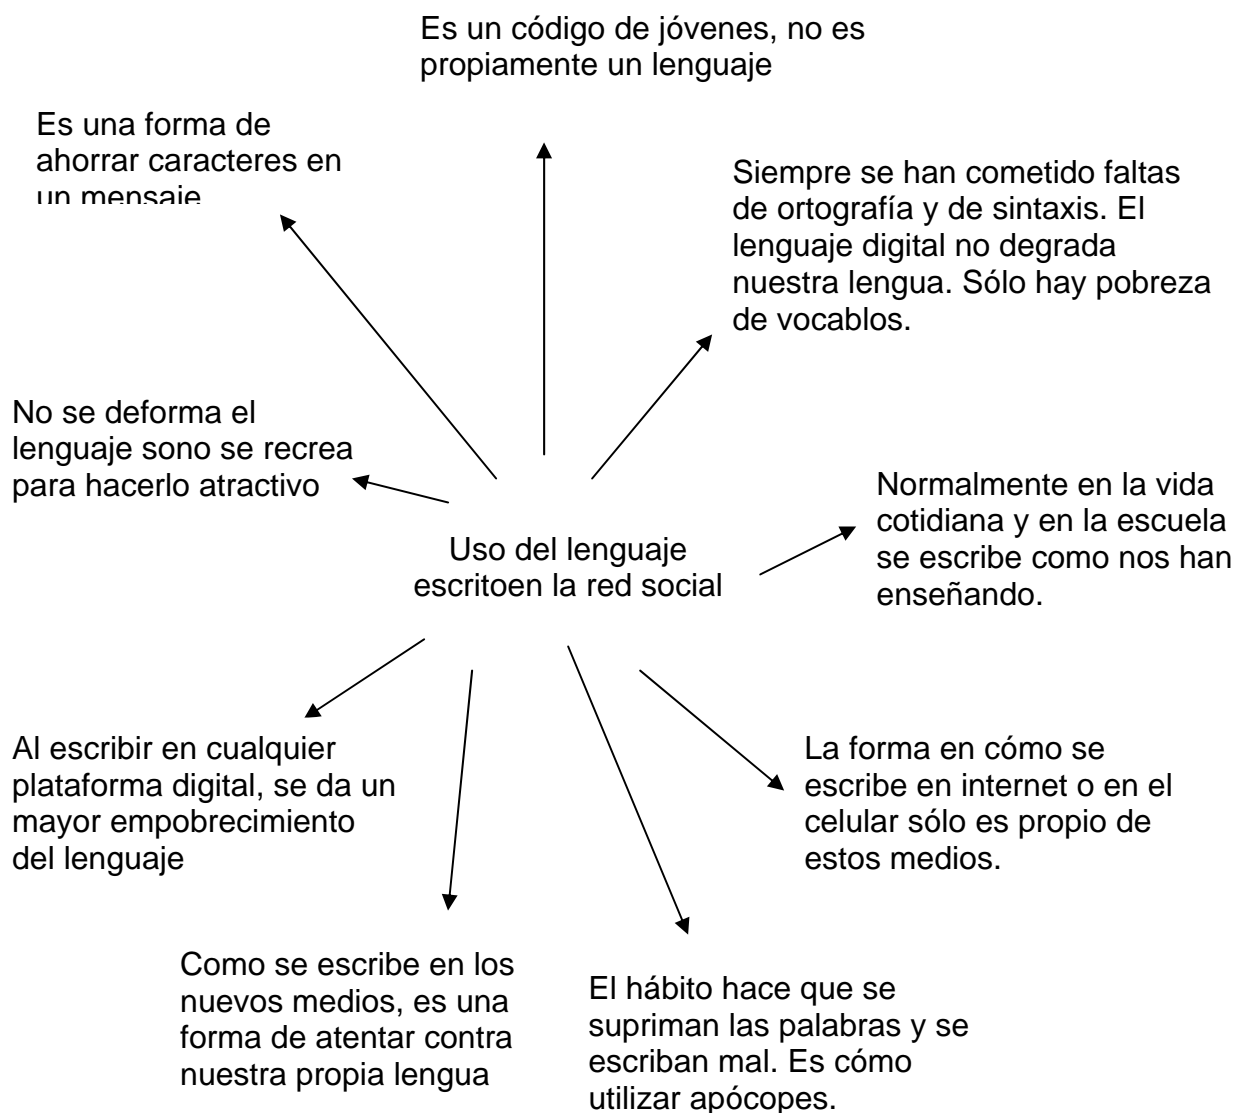 Es un código de jóvenes, no es
propiamente un lenguaje
Es una forma de
ahorrar caracteres en
un mensaje
Siempre se han cometido faltas
de ortografía y de sintaxis. El
lenguaje digital no degrada
nuestra lengua. Sólo hay pobreza
de vocablos.
No se deforma el
lenguaje sono se recrea
para hacerlo atractivo
Normalmente en la vida
cotidiana y en la escuela
se escribe como nos han
enseñando.
Uso del lenguaje
escritoen la red social
Al escribir en cualquier
plataforma digital, se da un
mayor empobrecimiento
del lenguaje
La forma en cómo se
escribe en internet o en el
celular sólo es propio de
estos medios.
Como se escribe en los
nuevos medios, es una
forma de atentar contra
nuestra propia lengua
El hábito hace que se
supriman las palabras y se
escriban mal. Es cómo
utilizar apócopes.